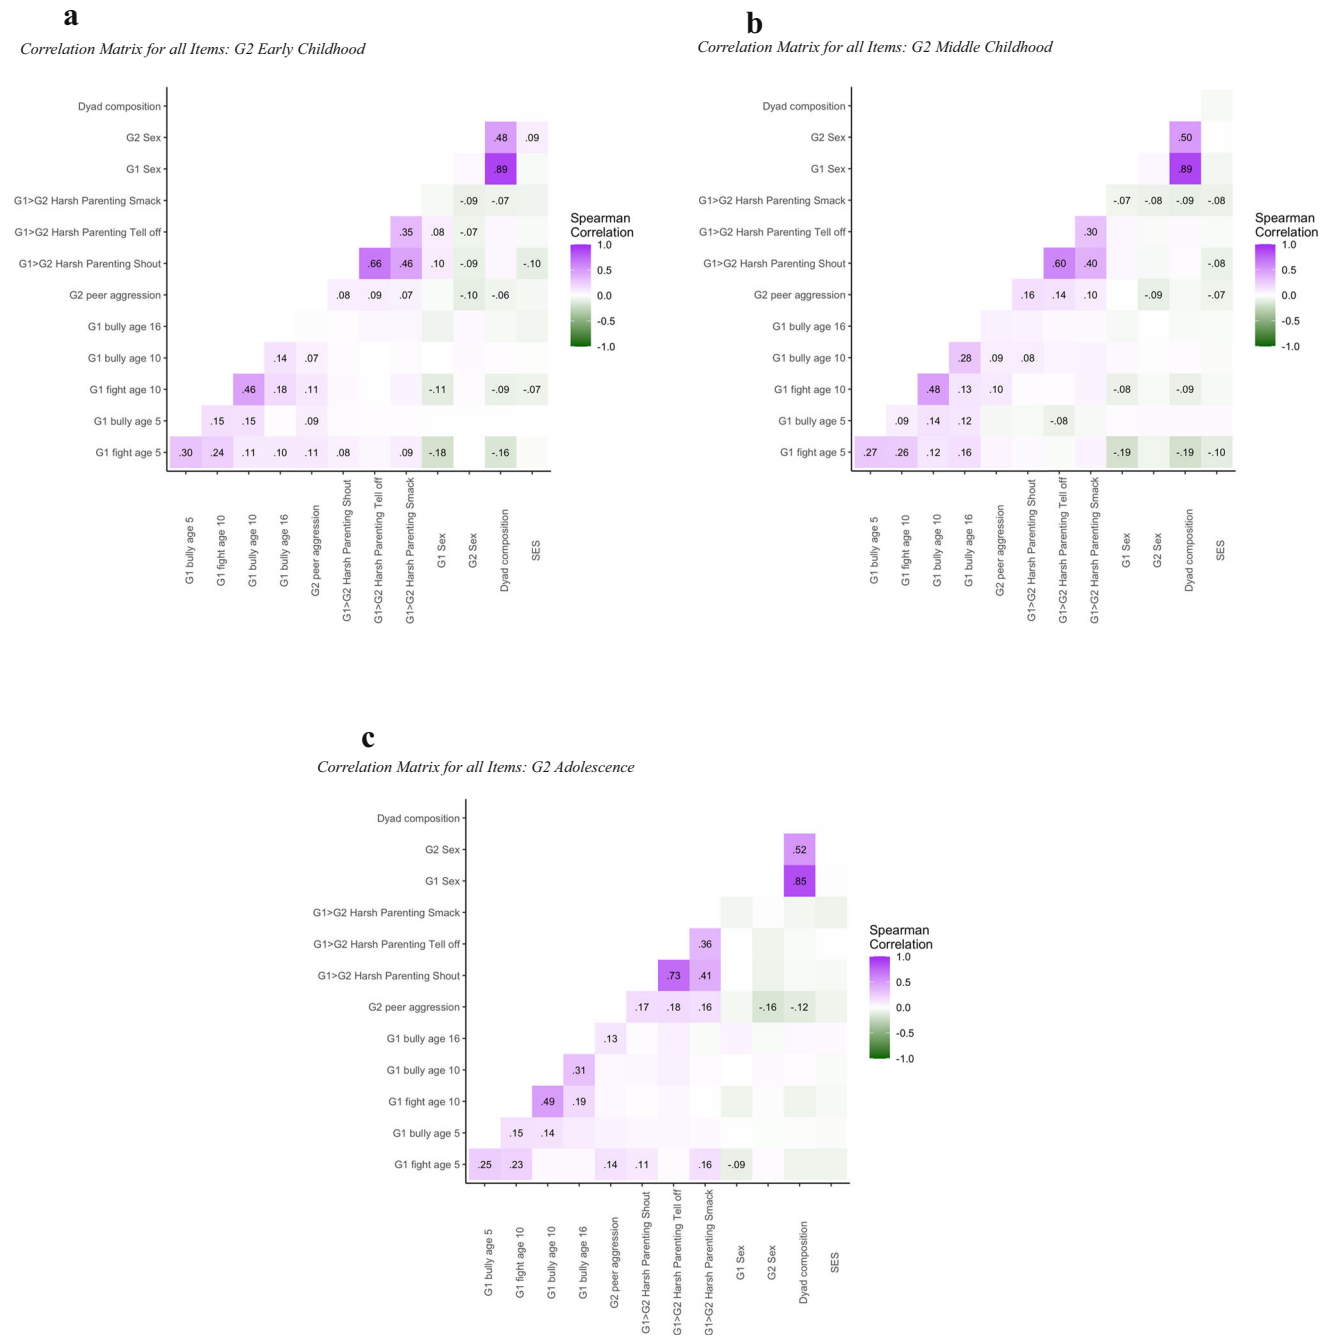 a
Correlation Matrix for all Items: G2 Early Childhood
Dyad composition
G2 Sex .48 .09
G1 Sex .89
G1>G2 Harsh Parenting Smack -.09 -.07
G1>G2 Harsh Parenting Tell off .35 .08 -.07
G1>G2 Harsh Parenting Shout .66 .46 .10 -.09 -.10
G2 peer aggression .08 .09 .07 -.10 -.06
G1 bully age 16
G1 bully age 10 .14 .07
G1 fight age 10 .46 .18 .11 -.11 -.09 -.07
G1 bully age 5 .15 .15 .09
G1 fight age 5 .30 .24 .11 .10 .11 .08 .09 -.18 -.16
G1 bully age 5
G1 fight age 10
G1 bully age 10
G1 bully age 16
G2 peer aggression
G1>G2 Harsh Parenting Shout
G1>G2 Harsh Parenting Tell off
G1>G2 Harsh Parenting Smack
G1 Sex
G2 Sex
Dyad composition
SES
Spearman
Correlation
1.0
0.5
0.0
-0.5
-1.0
b
Correlation Matrix for all Items: G2 Middle Childhood
Dyad composition
G2 Sex .50
G1 Sex .89
G1>G2 Harsh Parenting Smack -.07 -.08 -.09 -.08
G1>G2 Harsh Parenting Tell off .30
G1>G2 Harsh Parenting Shout .60 .40 -.08
G2 peer aggression .16 .14 .10 -.09 -.07
G1 bully age 16
G1 bully age 10 .28 .09 .08
G1 fight age 10 .48 .13 .10 -.08 -.09
G1 bully age 5 .09 .14 .12 -.08
G1 fight age 5 .27 .26 .12 .16 -.19 -.19 -.10
G1 bully age 5
G1 fight age 10
G1 bully age 10
G1 bully age 16
G2 peer aggression
G1>G2 Harsh Parenting Shout
G1>G2 Harsh Parenting Tell off
G1>G2 Harsh Parenting Smack
G1 Sex
G2 Sex
Dyad composition
SES
Spearman
Correlation
1.0
0.5
0.0
-0.5
-1.0
c
Correlation Matrix for all Items: G2 Adolescence
Dyad composition
G2 Sex .52
G1 Sex .85
G1>G2 Harsh Parenting Smack
G1>G2 Harsh Parenting Tell off .36
G1>G2 Harsh Parenting Shout .73 .41
G2 peer aggression .17 .18 .16 -.16 -.12
G1 bully age 16 .13
G1 bully age 10 .31
G1 fight age 10 .49 .19
G1 bully age 5 .15 .14
G1 fight age 5 .25 .23 .14 .11 .16 -.09
G1 bully age 5
G1 fight age 10
G1 bully age 10
G1 bully age 16
G2 peer aggression
G1>G2 Harsh Parenting Shout
G1>G2 Harsh Parenting Tell off
G1>G2 Harsh Parenting Smack
G1 Sex
G2 Sex
Dyad composition
SES
Spearman
Correlation
1.0
0.5
0.0
-0.5
-1.0